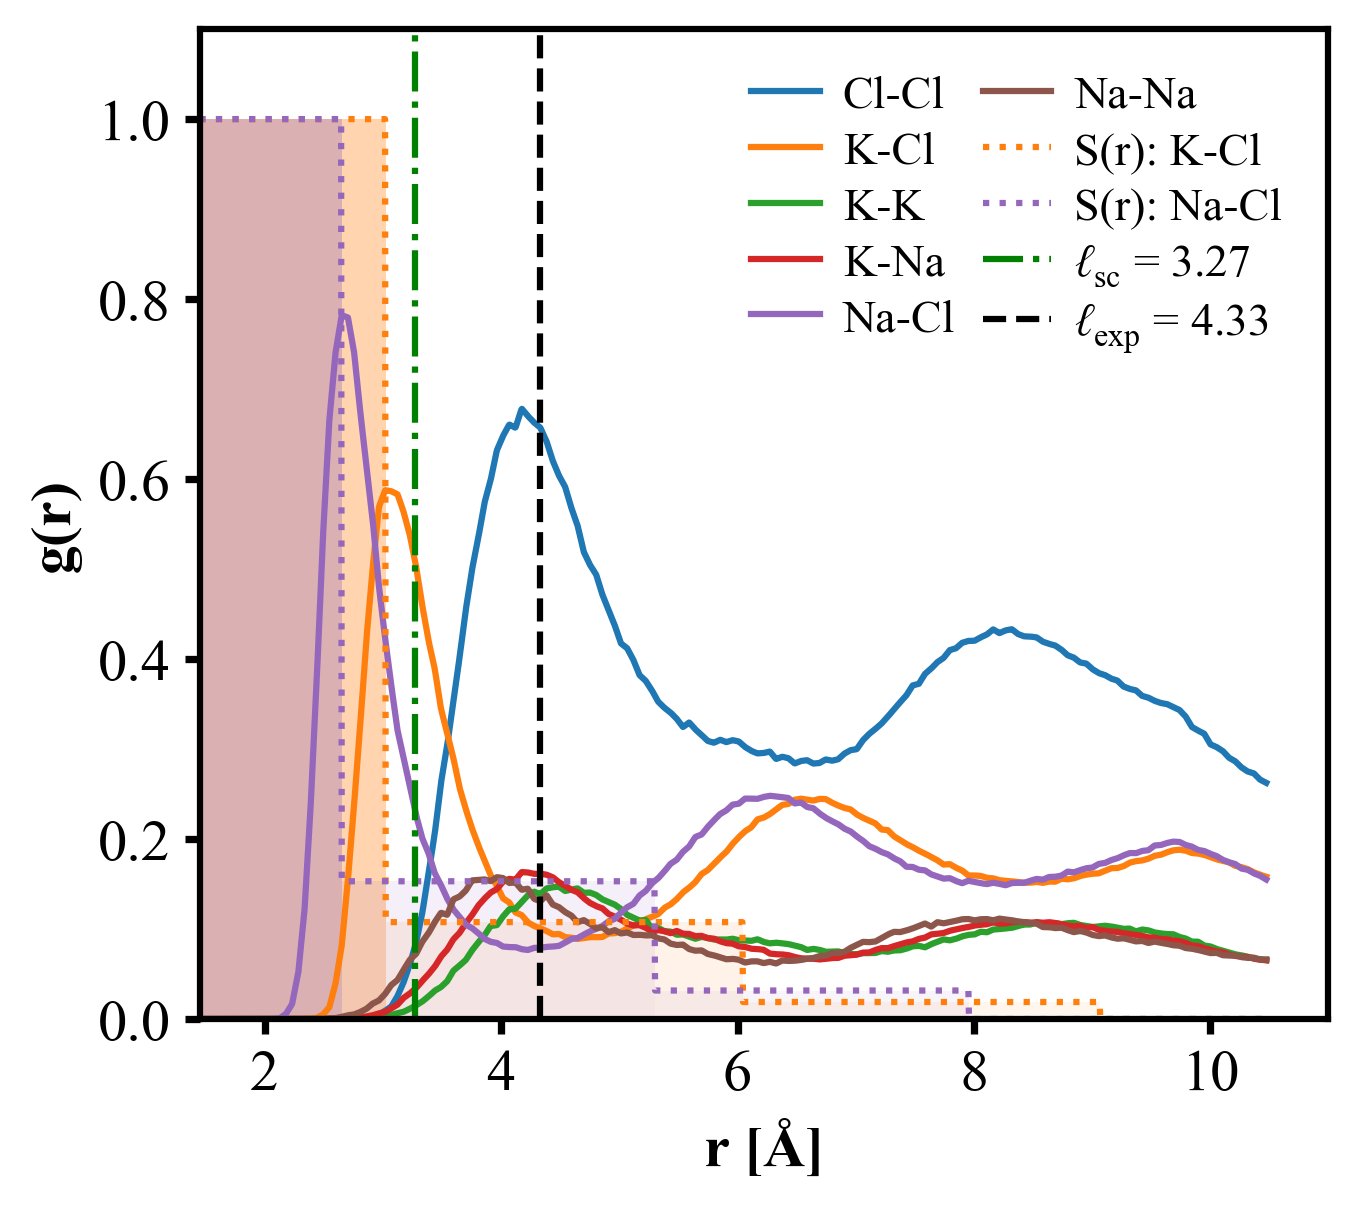 1.0
0.8
0.6
0.4
0.2
0.0
g(r)
2 4 6 8 10
r [Å]
Cl-Cl
K-Cl
K-K
K-Na
Na-Cl
Na-Na
S(r): K-Cl
S(r): Na-Cl
ℓsc = 3.27
ℓexp = 4.33